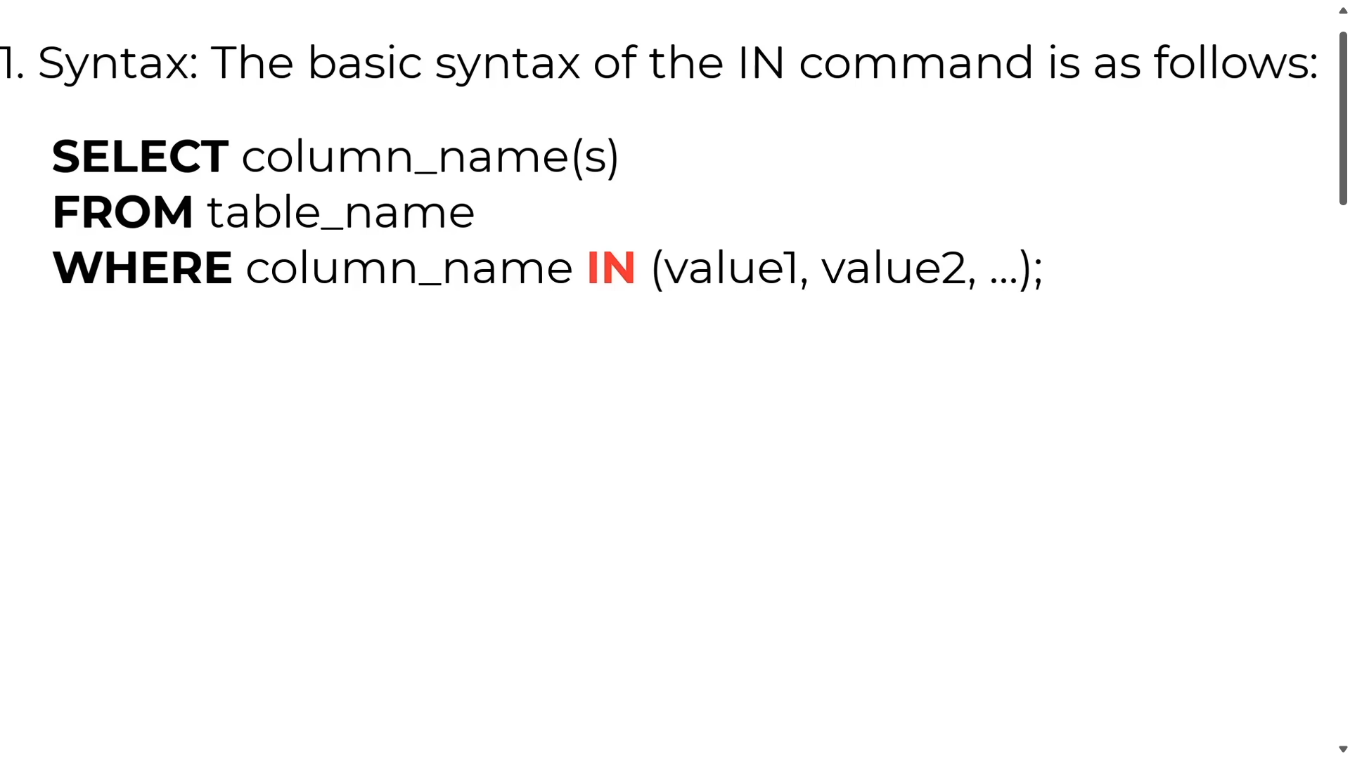 1. Syntax: The basic syntax of the IN command is as follows:
SELECT column_name(s)
FROM table_name
WHERE column_name IN (value1, value2, ...);